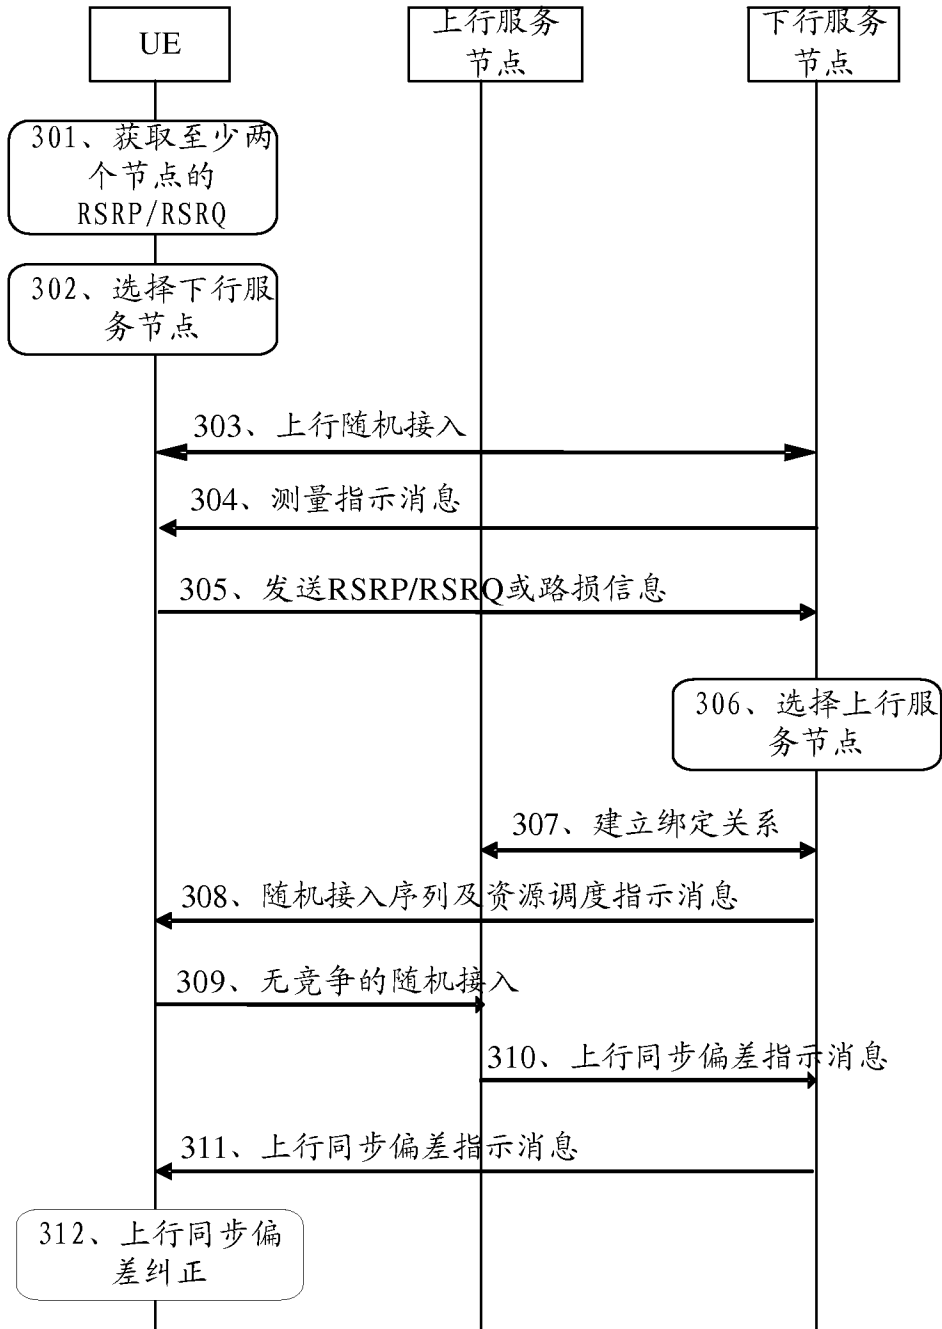 UE
上行服务
节点
下行服务
节点
301、获取至少两
个节点的
RSRP/RSRQ
302、选择下行服
务节点
303、上行随机接入
304、测量指示消息
305、发送RSRP/RSRQ或路损信息
306、选择上行服
务节点
307、建立绑定关系
308、随机接入序列及资源调度指示消息
309、无竞争的随机接入
310、上行同步偏差指示消息
311、上行同步偏差指示消息
312、上行同步偏
差纠正